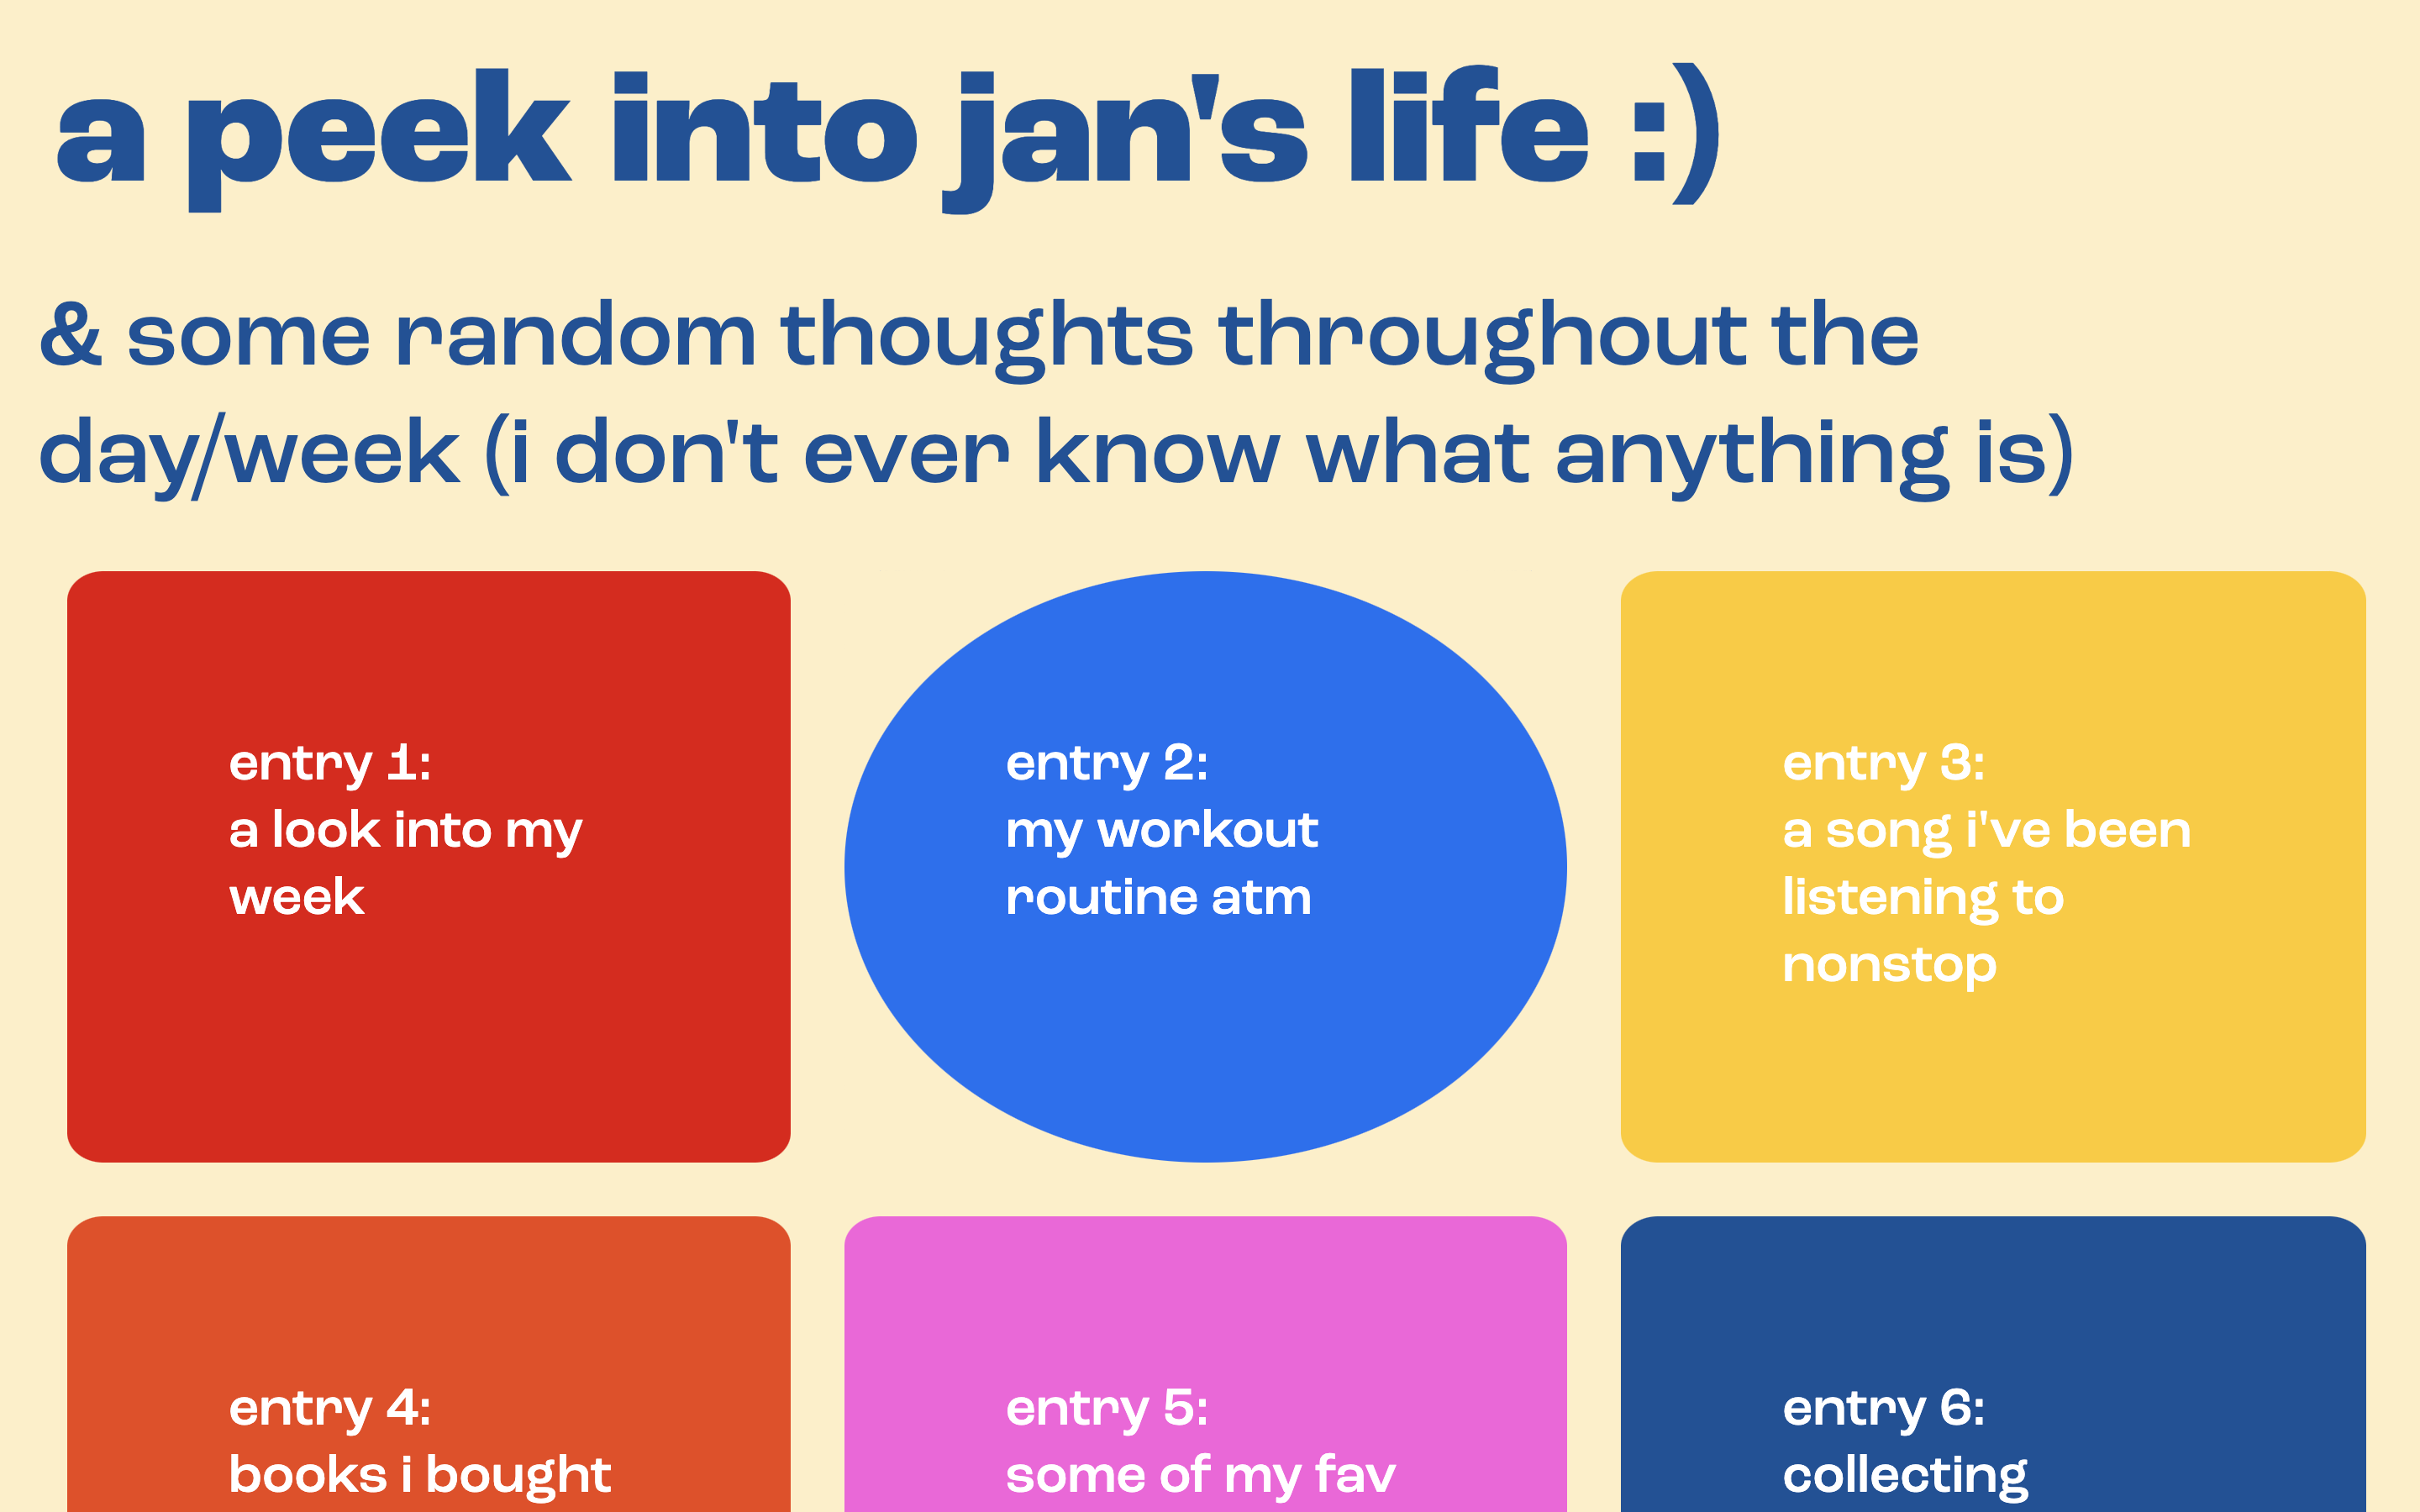 a peek into jan's life :)
& some random thoughts throughout the
day/week (i don't ever know what anything is)
entry 1:
a look into my
week
entry 2:
my workout
routine atm
entry 3:
a song i've been
listening to
nonstop
entry 4:
books i bought
entry 5:
some of my fav
entry 6:
collecting